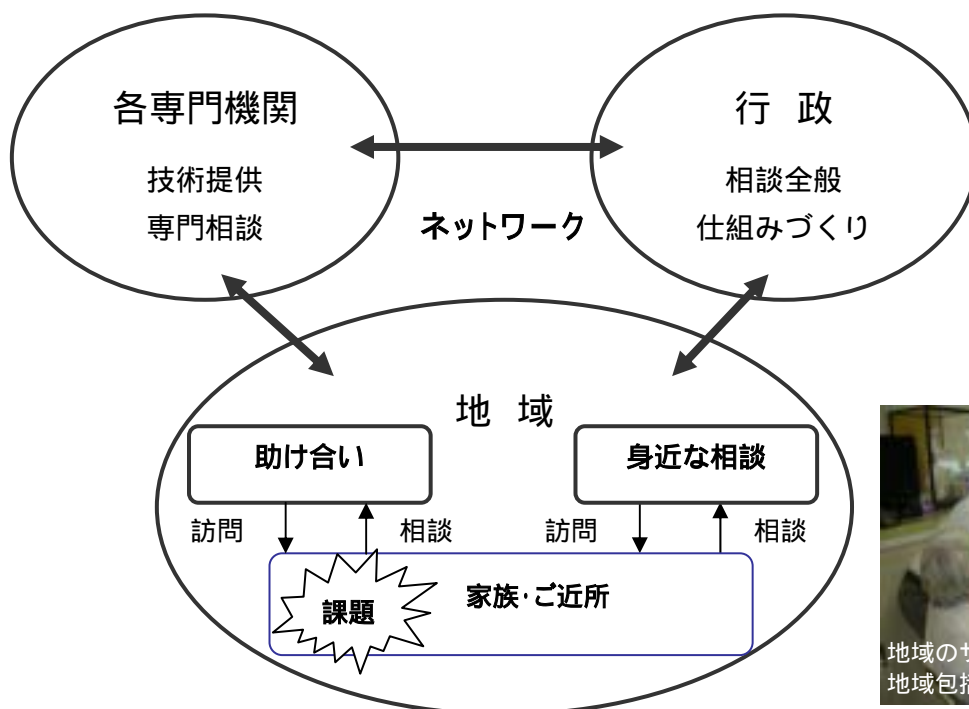 各専門機関
技術提供
専門相談
行 政
相談全般
仕組みづくり
ネットワーク
地 域
助け合い
身近な相談
訪問
相談
訪問
相談
課題
家族・ご近所
地域の
地域包